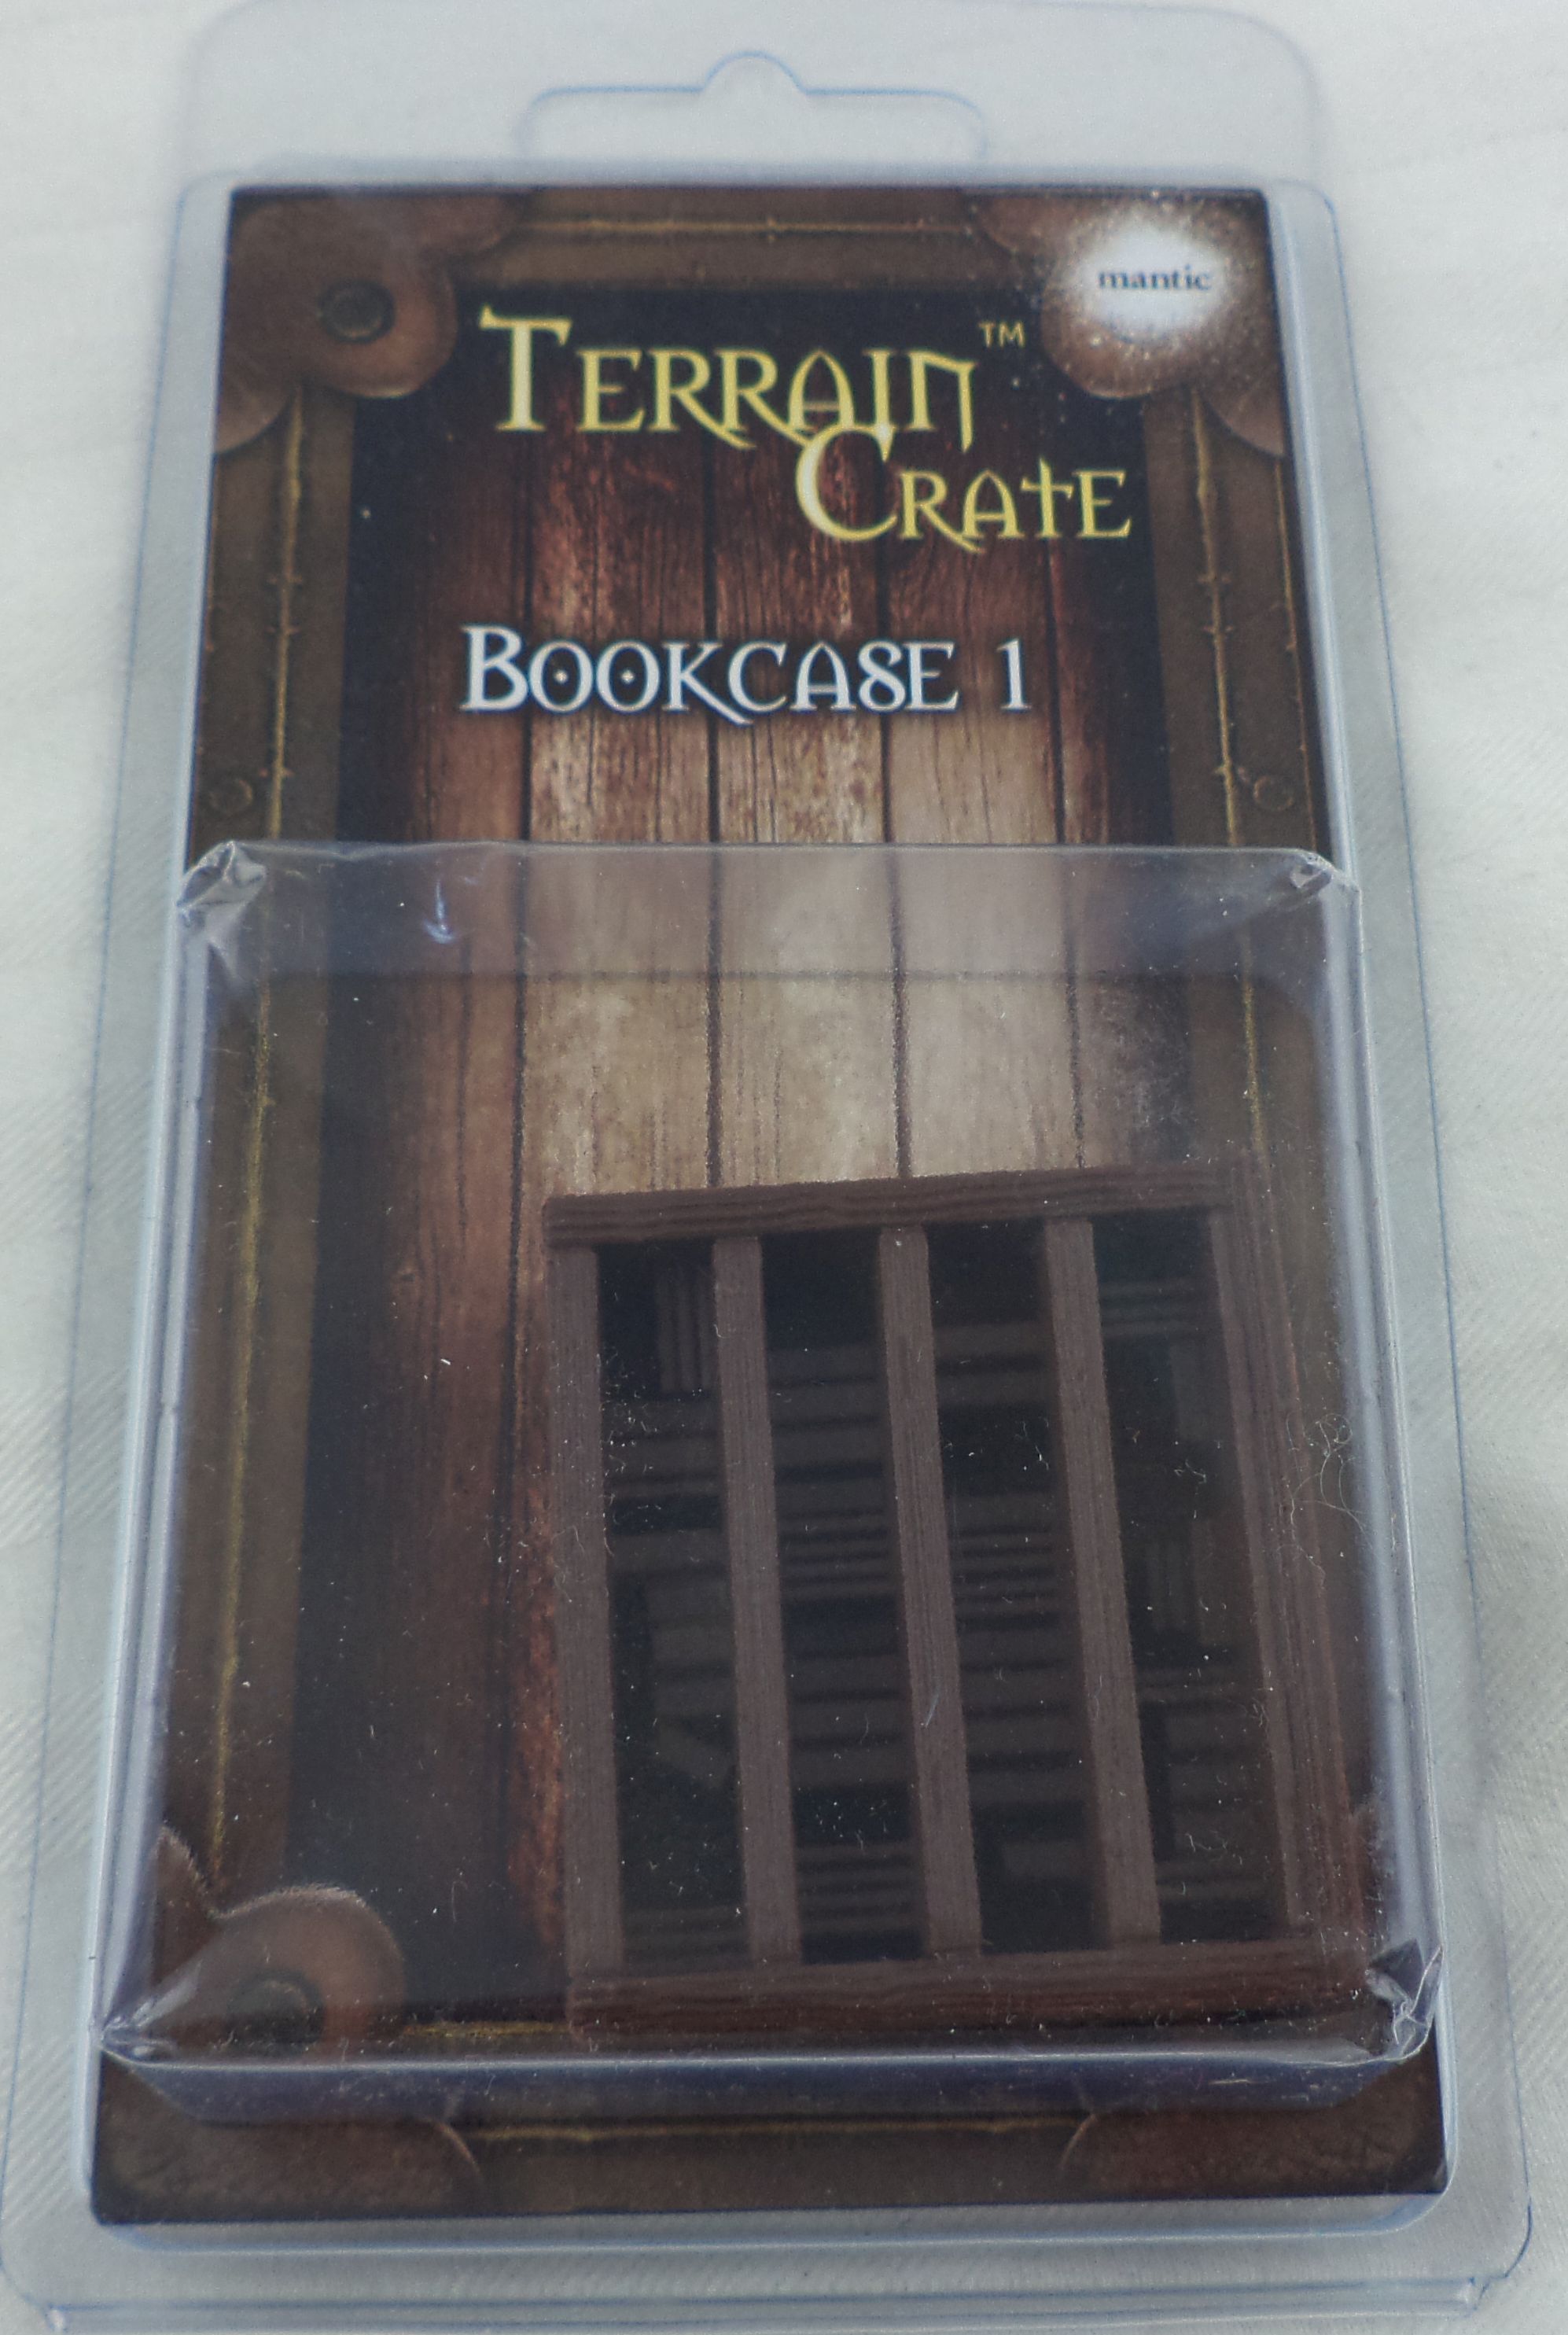 mantic
TERRAIN™
CRATE
BOOKCASE 1